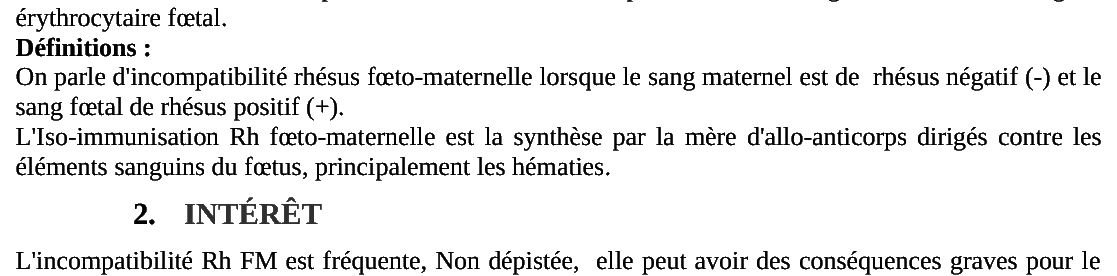 érythrocytaire fœtal.
Définitions :
On parle d'incompatibilité rhésus fœto-maternelle lorsque le sang maternel est de  rhésus négatif (-) et le
sang fœtal de rhésus positif (+).
L'Iso-immunisation Rh fœto-maternelle est la synthèse par la mère d'allo-anticorps dirigés contre les
éléments sanguins du fœtus, principalement les hématies.
2. INTÉRÊT
L'incompatibilité Rh FM est fréquente, Non dépistée,  elle peut avoir des conséquences graves pour le